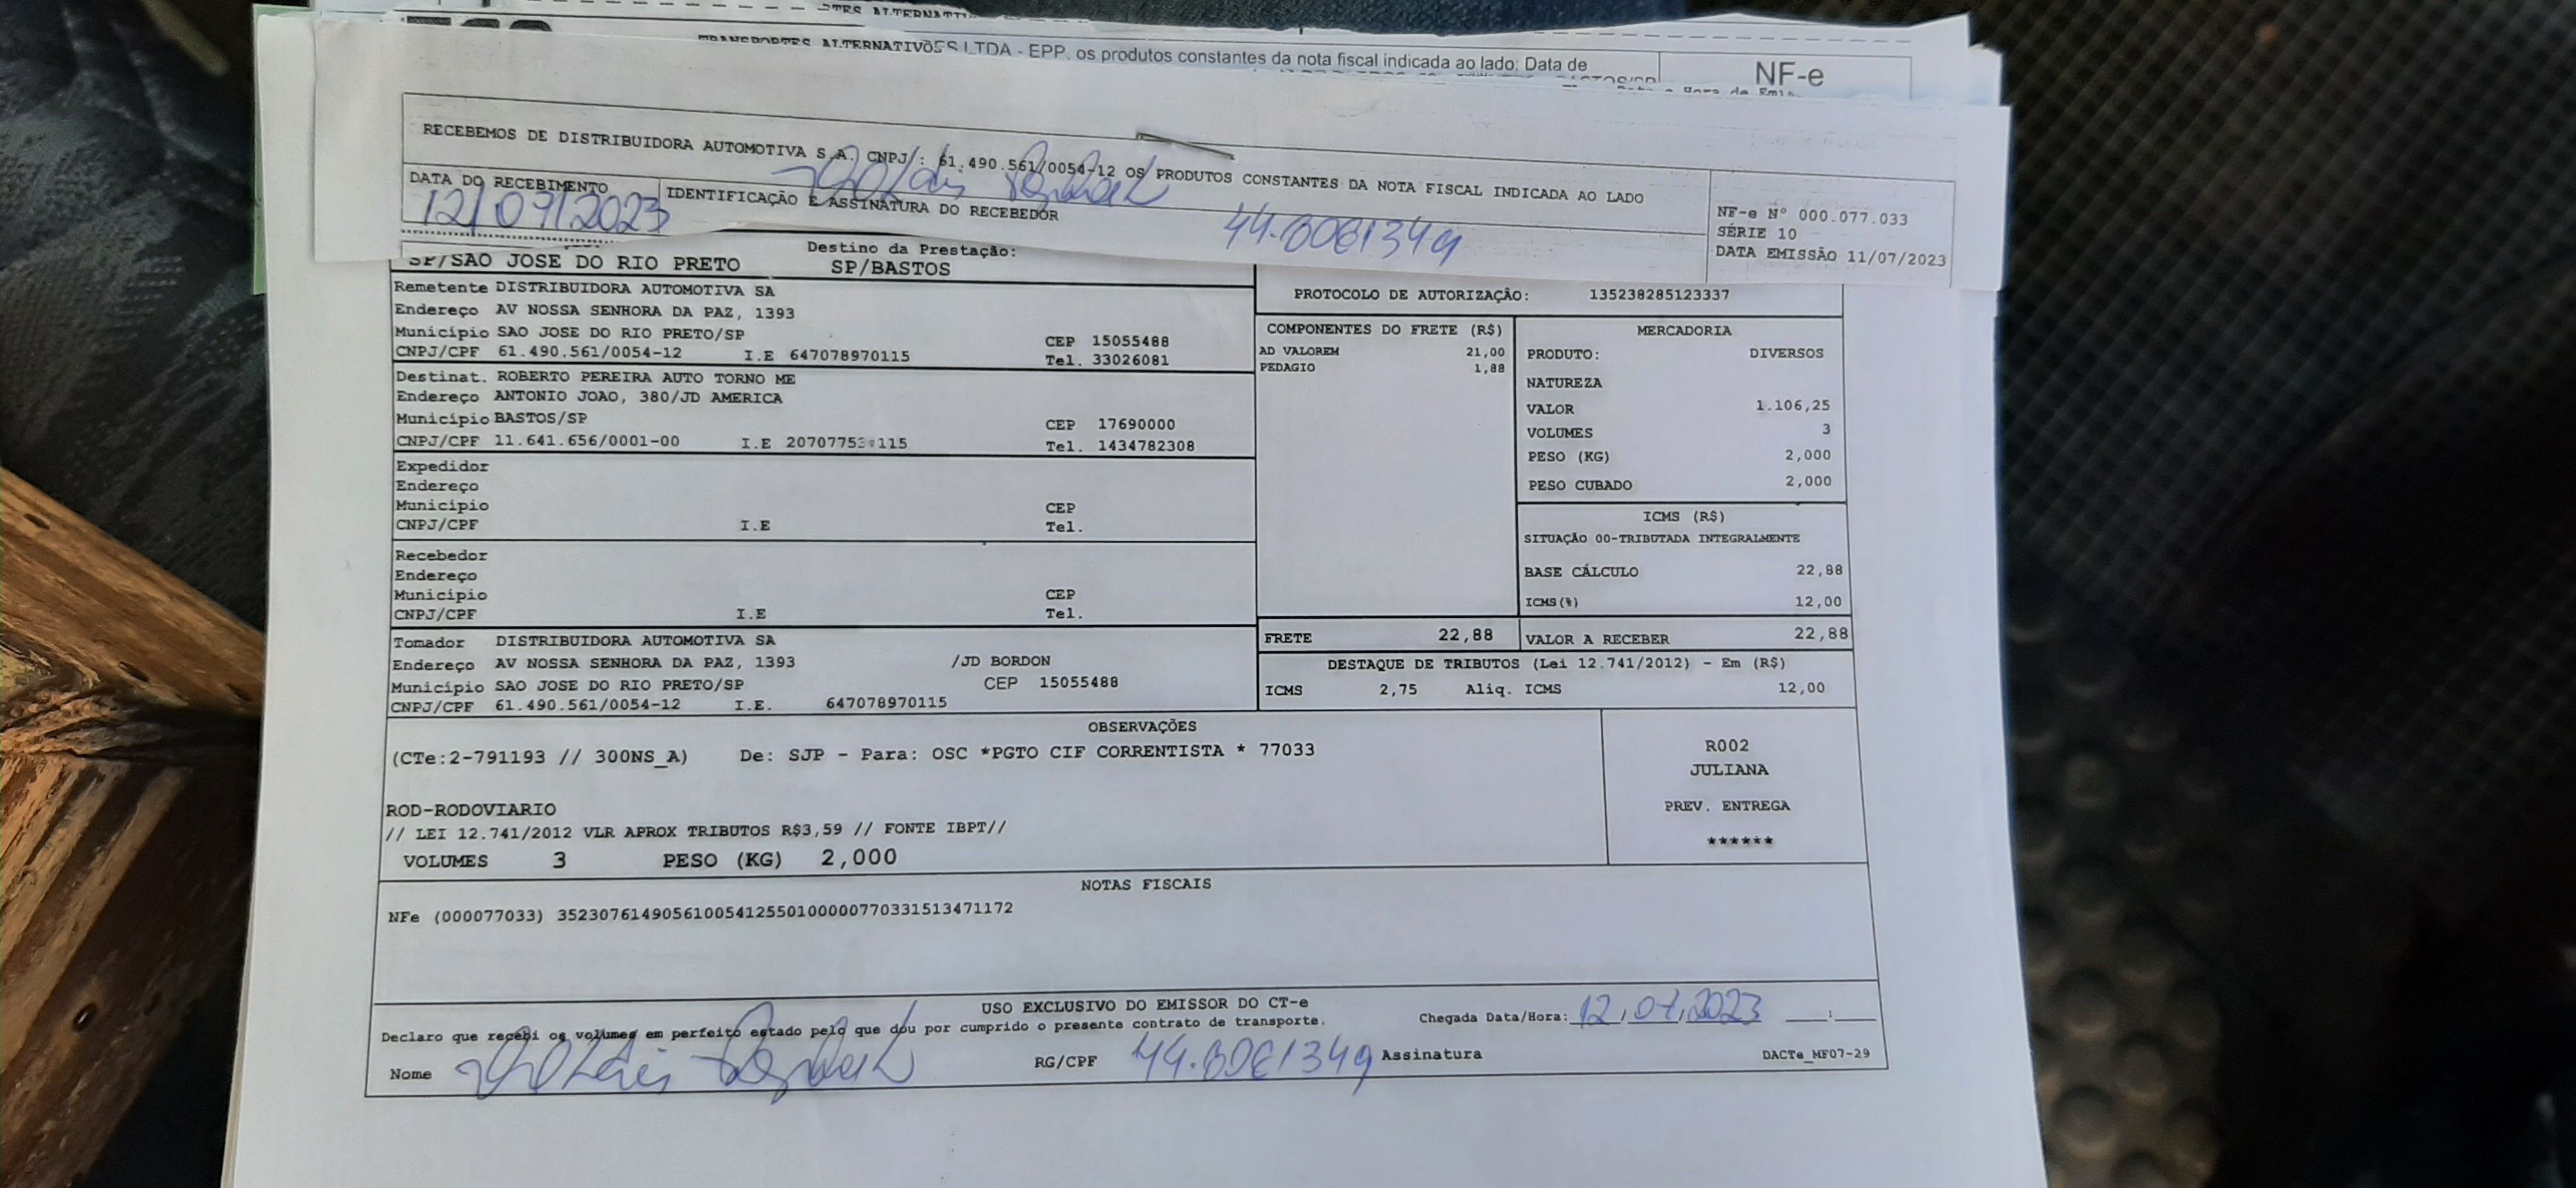 TRANSPORTES ALTERNATIVOS LTDA - EPP. os produtos constantes da nota fiscal indicada ao lado: Data de
NF-e
RECEBEMOS DE DISTRIBUIDORA AUTOMOTIVA S.A. CNPJ : 61.490.561/0054-12 OS PRODUTOS CONSTANTES DA NOTA FISCAL INDICADA AO LADO
DATA DO RECEBIMENTO IDENTIFICAÇÃO E ASSINATURA DO RECEBEDOR
12/07/2023
NF-e N° 000.077.033
SÉRIE 10
DATA EMISSÃO 11/07/2023
Destino da Prestação:
SP/SAO JOSE DO RIO PRETO SP/BASTOS
Remetente DISTRIBUIDORA AUTOMOTIVA SA
Endereço AV NOSSA SENHORA DA PAZ, 1393
Município SAO JOSE DO RIO PRETO/SP CEP 15055488
CNPJ/CPF 61.490.561/0054-12 I.E 647078970115 Tel. 33026081
Destinat. ROBERTO PEREIRA AUTO TORNO ME
Endereço ANTONIO JOAO, 380/JD AMERICA
Município BASTOS/SP CEP 17690000
CNPJ/CPF 11.641.656/0001-00 I.E Tel. 1434782308
Expedidor
Endereço
Município CEP
CNPJ/CPF I.E Tel.
Recebedor
Endereço
Município CEP
CNPJ/CPF I.E Tel.
Tomador DISTRIBUIDORA AUTOMOTIVA SA
Endereço AV NOSSA SENHORA DA PAZ, 1393 /JD BORDON
Município SAO JOSE DO RIO PRETO/SP CEP 15055488
CNPJ/CPF 61.490.561/0054-12 I.E. 647078970115
PROTOCOLO DE AUTORIZAÇÃO: 135238285123337
COMPONENTES DO FRETE (R$)
AD VALOREM 21,00
PEDAGIO 1,88
MERCADORIA
PRODUTO: DIVERSOS
NATUREZA
VALOR 1.106,25
VOLUMES 3
PESO (KG) 2,000
PESO CUBADO 2,000
ICMS (R$)
SITUAÇÃO 00-TRIBUTADA INTEGRALMENTE
BASE CÁLCULO 22,88
ICMS(%) 12,00
FRETE 22,88 VALOR A RECEBER 22,88
DESTAQUE DE TRIBUTOS (Lei 12.741/2012) - Em (R$)
ICMS 2,75 Aliq. ICMS 12,00
OBSERVAÇÕES
(CTe:2-791193 // 300NS_A) De: SJP - Para: OSC *PGTO CIF CORRENTISTA * 77033
R002
JULIANA
PREV. ENTREGA
******
ROD-RODOVIARIO
// LEI 12.741/2012 VLR APROX TRIBUTOS R$3,59 // FONTE IBPT//
VOLUMES 3 PESO (KG) 2,000
NOTAS FISCAIS
NFe (000077033) 35230761490561005412550100000770331513471172
USO EXCLUSIVO DO EMISSOR DO CT-e
Declaro que recebi os volumes em perfeito estado pelo que dou por cumprido o presente contrato de transporte.
Chegada Data/Hora: 12,07,2023 __:__
Nome RG/CPF Assinatura DACTe_MF07-29